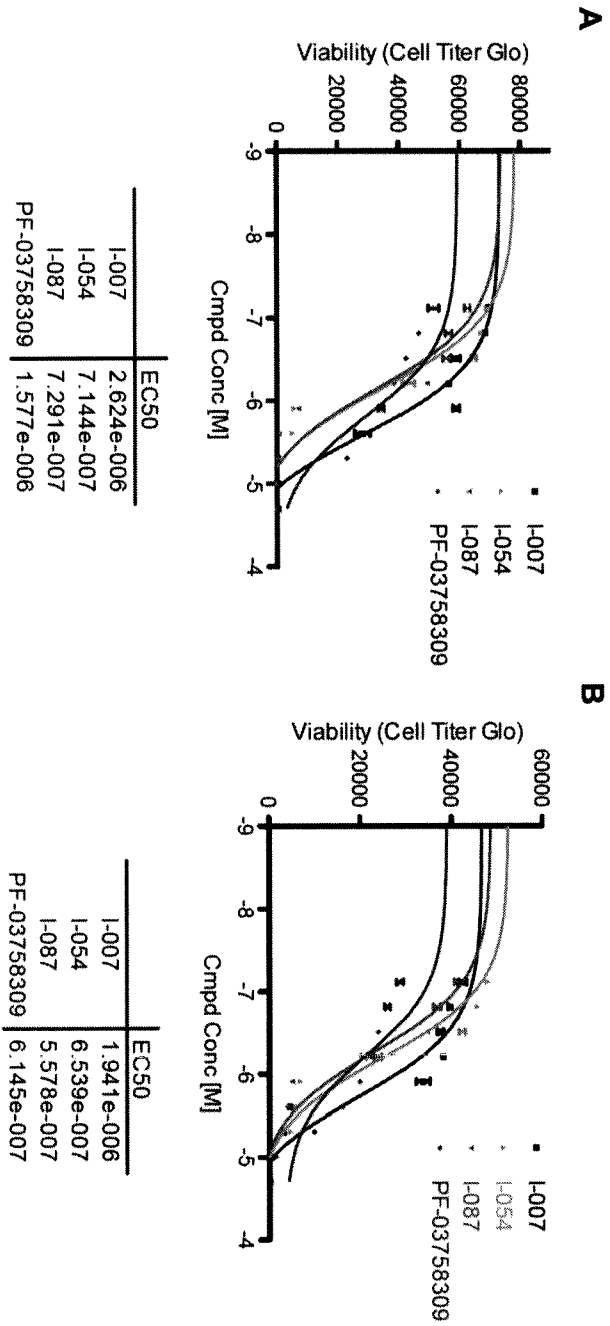 A
Viability (Cell Titer Glo)
80000
60000
40000
20000
0
-9
-8
-7
-6
-5
-4
Cmpd Conc [M]
I-007
I-054
I-087
PF-03758309
EC50
I-007 2.624e-006
I-054 7.144e-007
I-087 7.291e-007
PF-03758309 1.577e-006
B
Viability (Cell Titer Glo)
60000
40000
20000
0
-9
-8
-7
-6
-5
-4
Cmpd Conc [M]
I-007
I-054
I-087
PF-03758309
EC50
I-007 1.941e-006
I-054 6.539e-007
I-087 5.578e-007
PF-03758309 6.145e-007